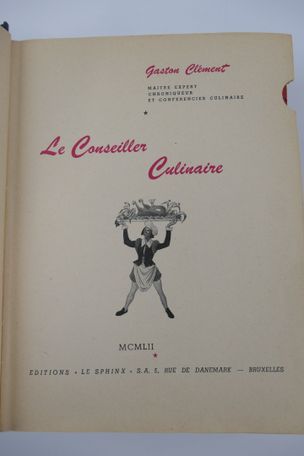 Gaston Clément
MAITRE EXPERT
CHRONIQUEUR
ET CONFERENCIER CULINAIRE
Le Conseiller
Culinaire
MCMLII
EDITIONS • LE SPHINX • S.A. 5, RUE DE DANEMARK — BRUXELLES